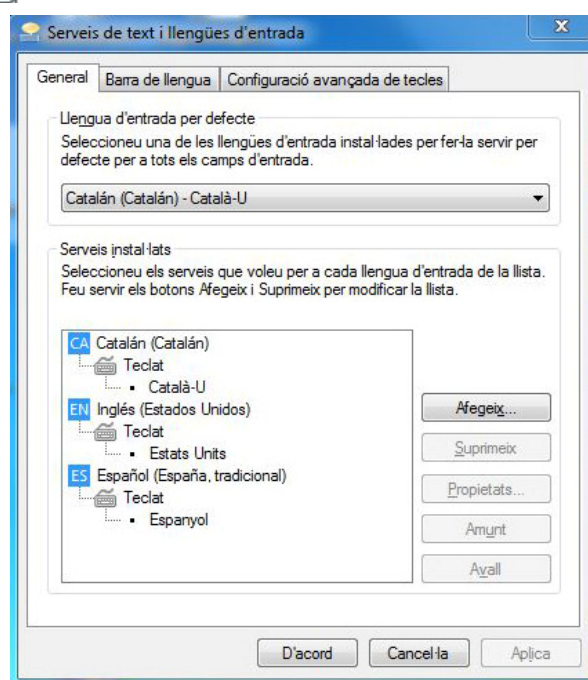 Serveis de text i llengües d'entrada
General
Barra de llengua
Configuració avançada de tecles
Llengua d'entrada per defecte
Seleccioneu una de les llengües d'entrada instal·lades per fer-la servir per
defecte per a tots els camps d'entrada.
Catalán (Catalán) - Català-U
Serveis instal·lats
Seleccioneu els serveis que voleu per a cada llengua d'entrada de la llista.
Feu servir els botons Afegeix i Suprimeix per modificar la llista.
CA Catalán (Catalán)
Teclat
Català-U
EN Inglés (Estados Unidos)
Teclat
Estats Units
ES Español (España, tradicional)
Teclat
Espanyol
Afegeix...
Suprimeix
Propietats...
Amunt
Avall
D'acord
Cancel·la
Aplica